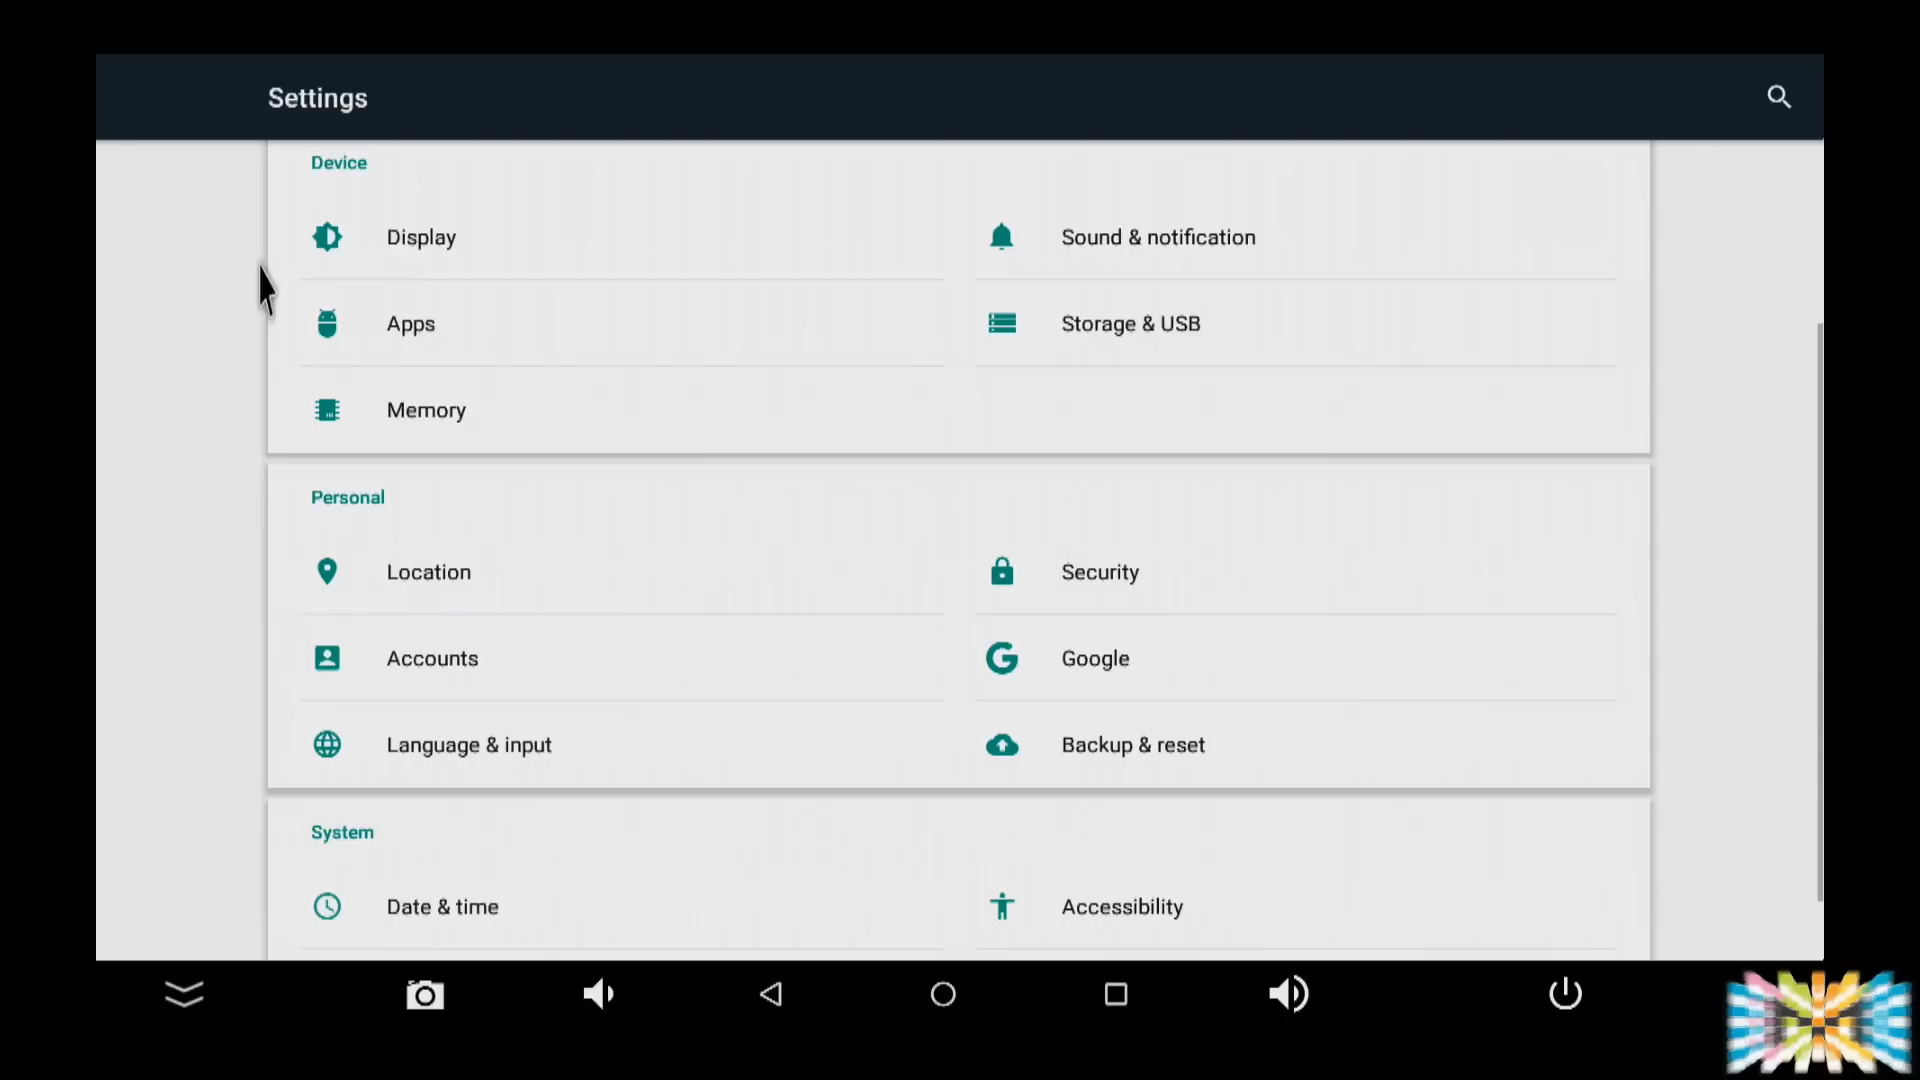 Settings
Device
Display
Sound & notification
Apps
Storage & USB
Memory
Personal
Location
Security
Accounts
Google
Language & input
Backup & reset
System
Date & time
Accessibility